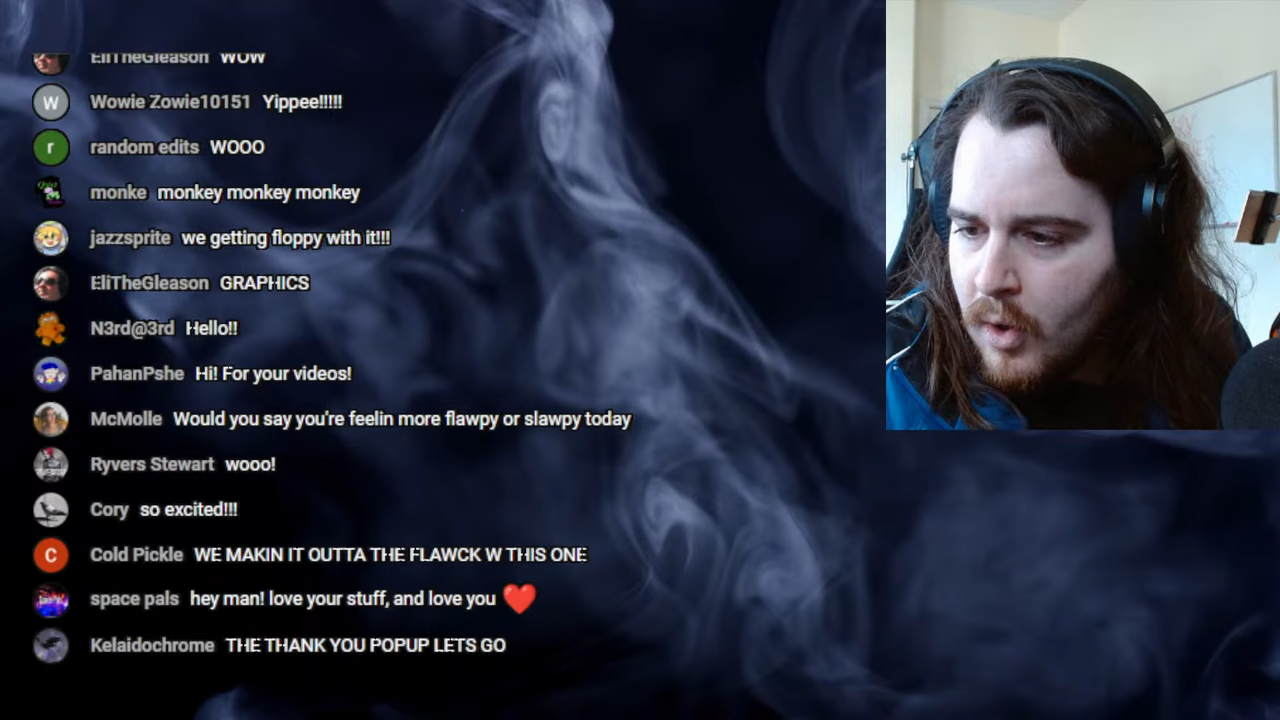 EliTheGleason WOW
W Wowie Zowie10151 Yippee!!!!!
r random edits WOOO
monke monkey monkey monkey
jazzsprite we getting floppy with it!!!
EliTheGleason GRAPHICS
N3rd@3rd Hello!!
PahanPshe Hi! For your videos!
McMolle Would you say you're feelin more flawpy or slawpy today
Ryvers Stewart wooo!
Cory so excited!!!
C Cold Pickle WE MAKIN IT OUTTA THE FLAWCK W THIS ONE
space pals hey man! love your stuff, and love you ❤️
Kelaidochrome THE THANK YOU POPUP LETS GO